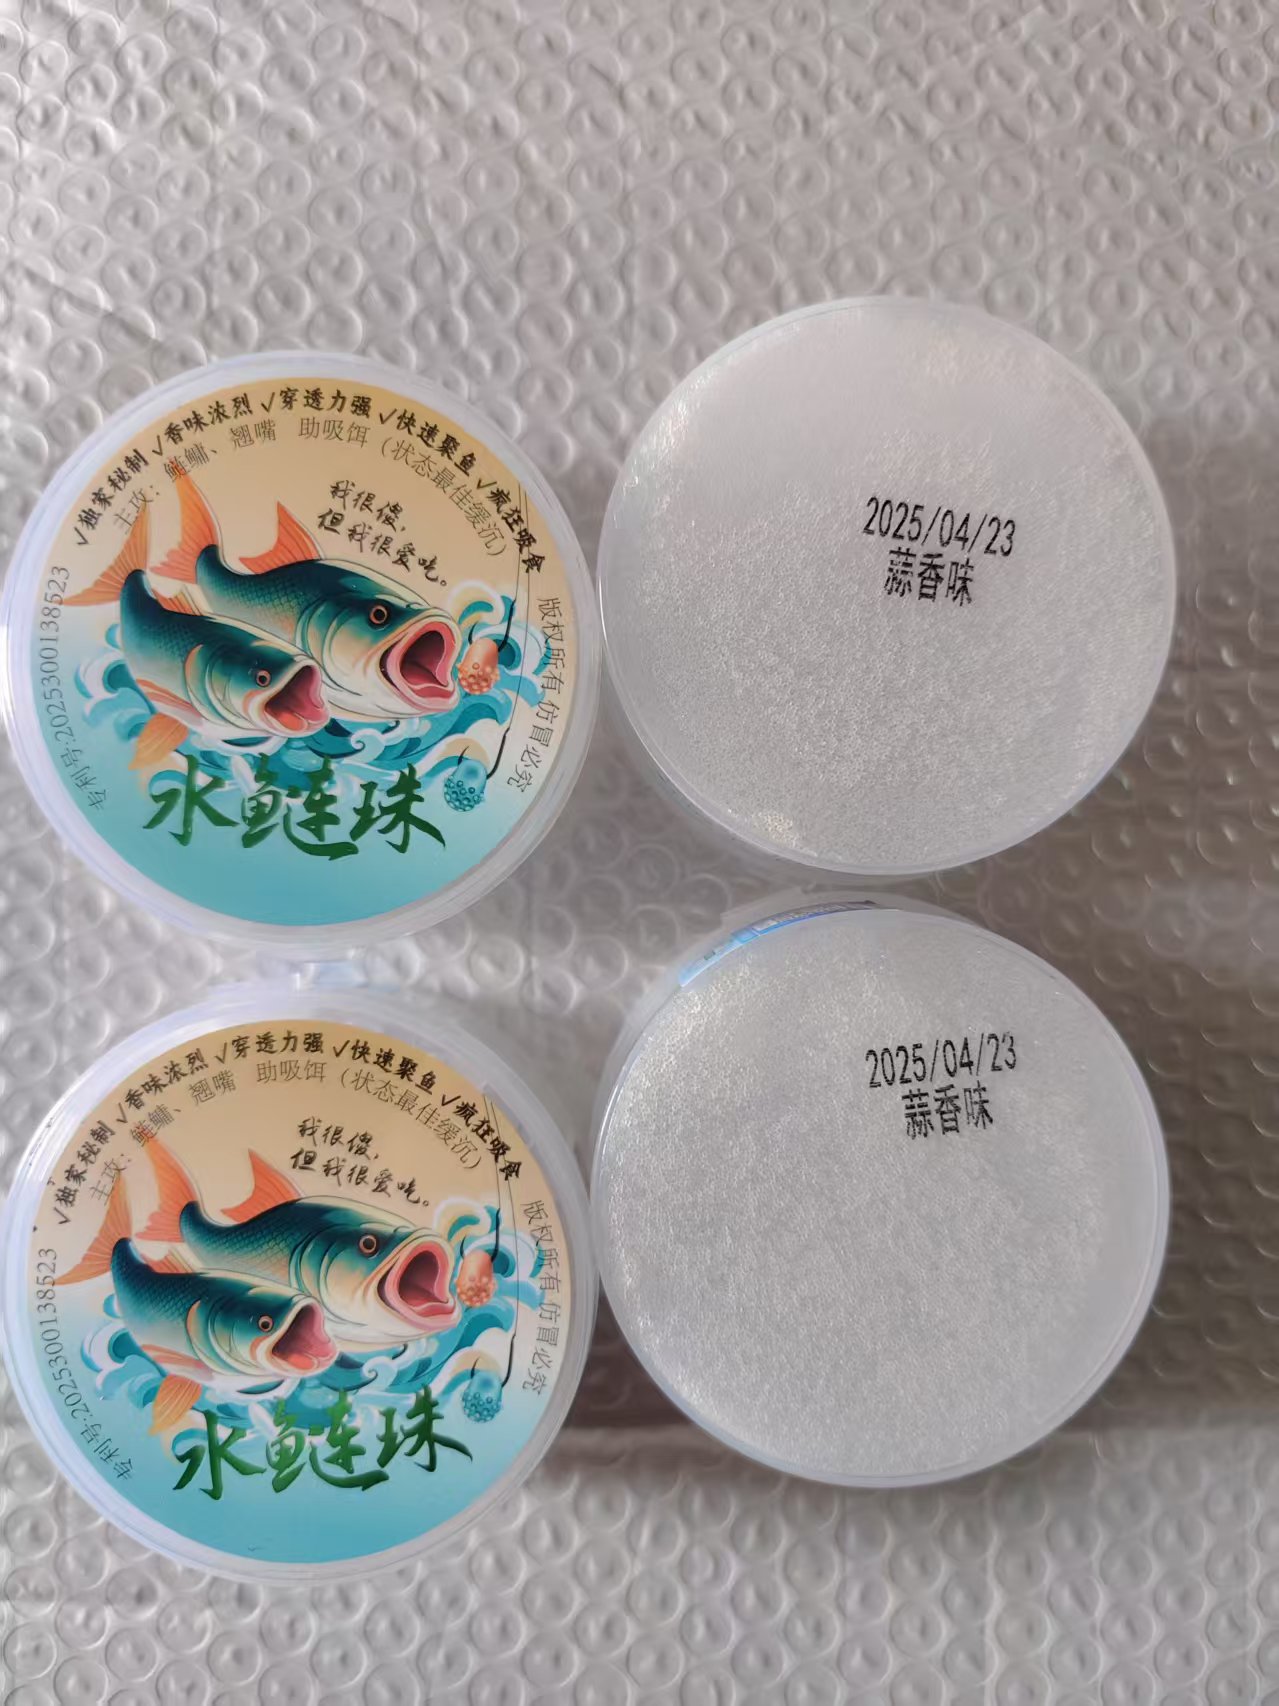 √独家秘制 √香味浓烈 √穿透力强 √快速聚鱼 √疯狂吸食
主攻：鲢鳙、翘嘴 助吸饵（状态最佳缓沉）
我很傻，
但我很爱吃。
专利号:2025300138523
版权所有 仿冒必究
水鲢珠
2025/04/23
蒜香味
√独家秘制 √香味浓烈 √穿透力强 √快速聚鱼 √疯狂吸食
主攻：鲢鳙、翘嘴 助吸饵（状态最佳缓沉）
我很傻，
但我很爱吃。
专利号:2025300138523
版权所有 仿冒必究
水鲢珠
2025/04/23
蒜香味